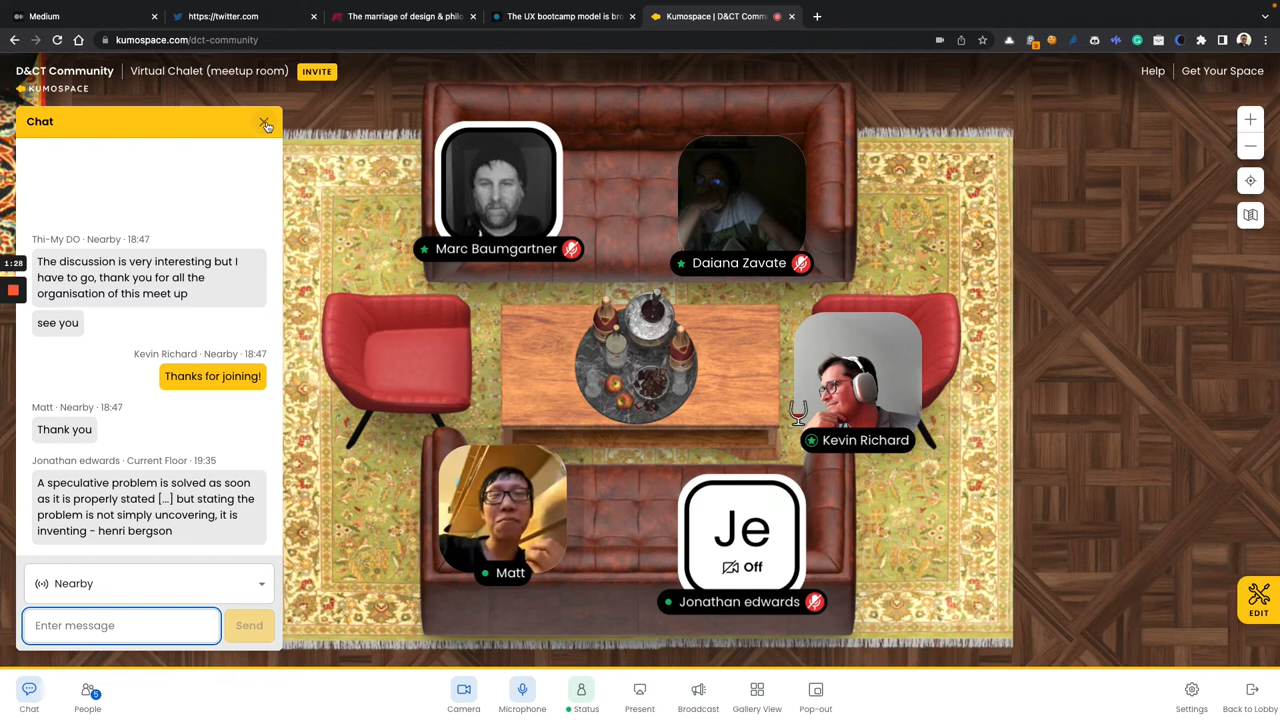 Medium
https://twitter.com
The marriage of design & philo
The UX bootcamp model is bro
Kumospace | D&CT Comm
kumospace.com/dct-community
D&CT Community
Virtual Chalet (meetup room)
INVITE
Help
Get Your Space
KUMOSPACE
Chat
Thi-My DO · Nearby · 18:47
The discussion is very interesting but I
have to go, thank you for all the
organisation of this meet up
see you
Kevin Richard · Nearby · 18:47
Thanks for joining!
Matt · Nearby · 18:47
Thank you
Jonathan edwards · Current Floor · 19:35
A speculative problem is solved as soon
as it is properly stated [...] but stating the
problem is not simply uncovering, it is
inventing - henri bergson
Nearby
Enter message
Send
1:28
Marc Baumgartner
Daiana Zavate
Kevin Richard
Matt
Je
Off
Jonathan edwards
EDIT
Chat
5
People
Camera
Microphone
Status
Present
Broadcast
Gallery View
Pop-out
Settings
Back to Lobby